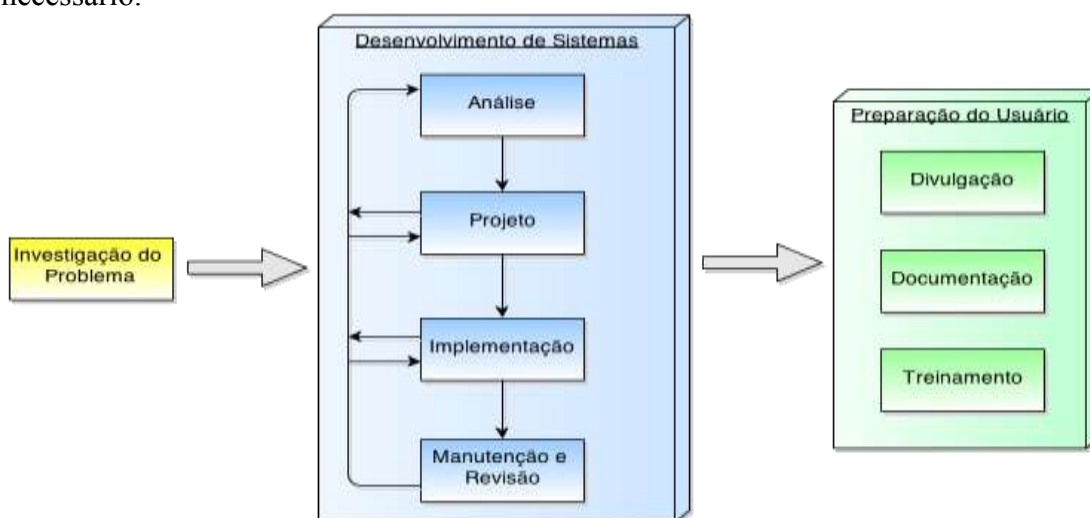 necessário.
Desenvolvimento de Sistemas
Análise
Projeto
Implementação
Manutenção e
Revisão
Investigação do
Problema
Preparação do Usuário
Divulgação
Documentação
Treinamento